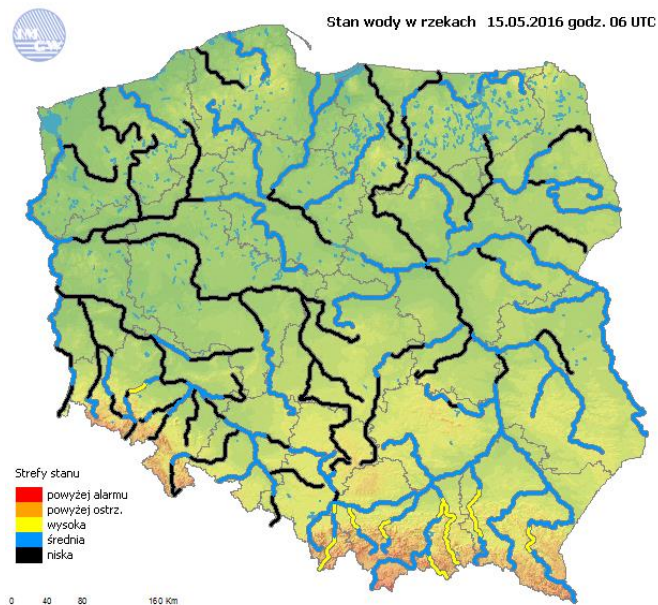 IMGW
Stan wody w rzekach 15.05.2016 godz. 06 UTC
Strefy stanu
powyżej alarmu
powyżej ostrz.
wysoka
średnia
niska
0 40 80 160 Km